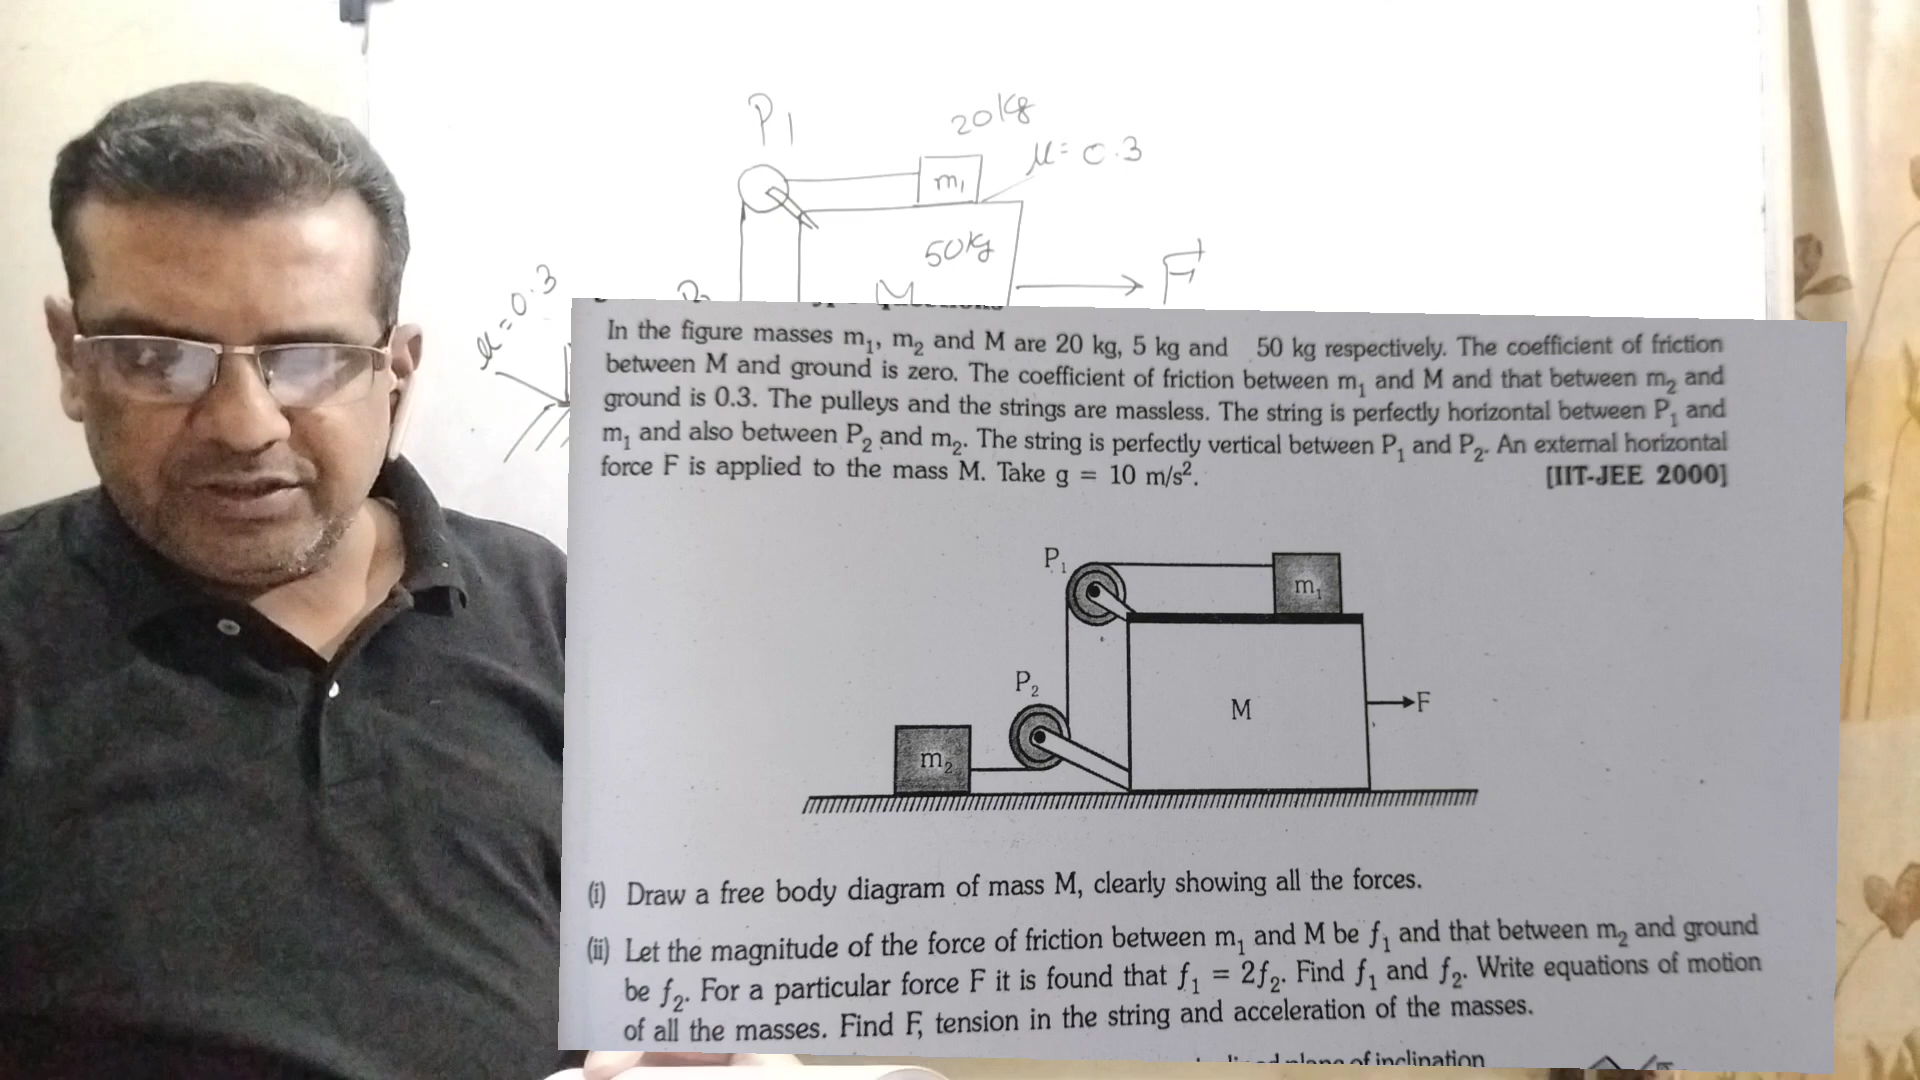 P1
20kg
μ= 0.3
m1
50kg
F
M
P2
μ=0.3
In the figure masses m₁, m₂ and M are 20 kg, 5 kg and 50 kg respectively. The coefficient of friction
between M and ground is zero. The coefficient of friction between m₁ and M and that between m₂ and
ground is 0.3. The pulleys and the strings are massless. The string is perfectly horizontal between P₁ and
m₁ and also between P₂ and m₂. The string is perfectly vertical between P₁ and P₂. An external horizontal
force F is applied to the mass M. Take g = 10 m/s².
[IIT-JEE 2000]
P₁
m₁
P₂
M
F
m₂
(i) Draw a free body diagram of mass M, clearly showing all the forces.
(ii) Let the magnitude of the force of friction between m₁ and M be f₁ and that between m₂ and ground
be f₂. For a particular force F it is found that f₁ = 2f₂. Find f₁ and f₂. Write equations of motion
of all the masses. Find F, tension in the string and acceleration of the masses.
plane of inclination